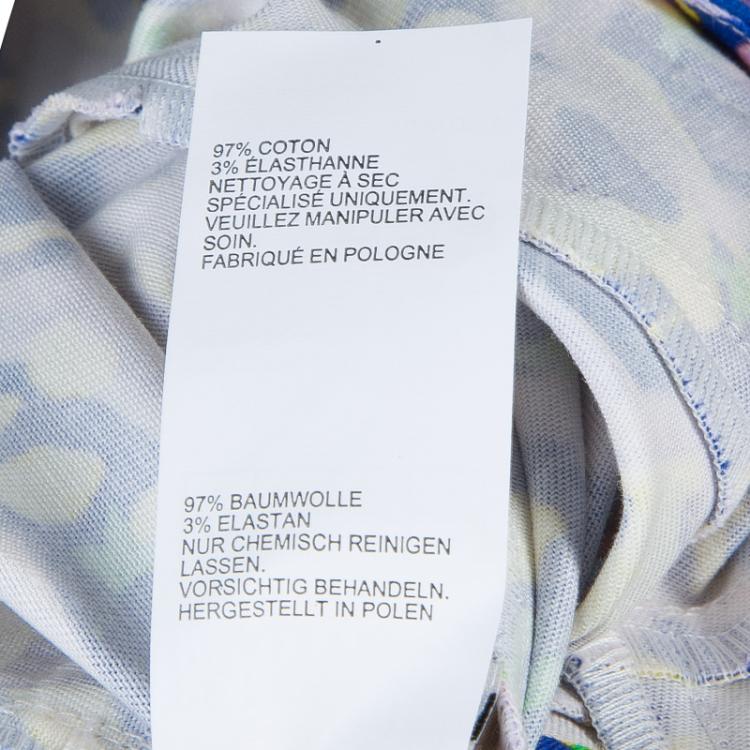 97% COTON
3% ÉLASTHANNE
NETTOYAGE À SEC
SPÉCIALISÉ UNIQUEMENT.
VEUILLEZ MANIPULER AVEC
SOIN.
FABRIQUÉ EN POLOGNE
97% BAUMWOLLE
3% ELASTAN
NUR CHEMISCH REINIGEN
LASSEN.
VORSICHTIG BEHANDELN.
HERGESTELLT IN POLEN